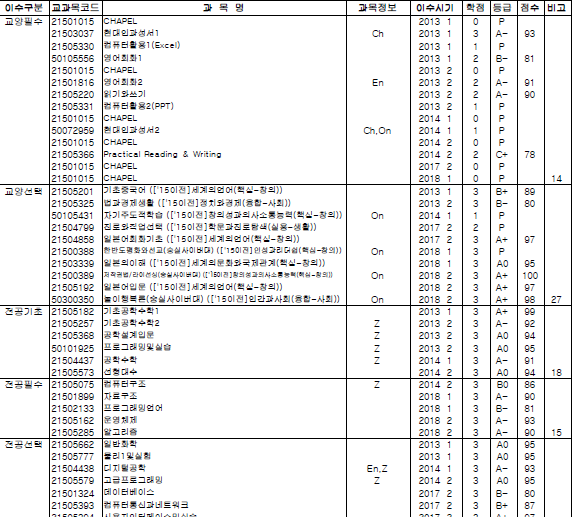 이수구분 교과목코드 과 목 명 과목정보 이수시기 학점 등급 점수 비고
교양필수 21501015 CHAPEL 2013 1 0 P
21503037 현대인과성서1 Ch 2013 1 3 A- 93
21505330 컴퓨터활용1(Excel) 2013 1 1 P
50105556 영어회화1 2013 1 2 B- 81
21501015 CHAPEL 2013 2 0 P
21501816 영어회화2 En 2013 2 2 A- 91
21505220 읽기와쓰기 2013 2 2 A- 90
21505331 컴퓨터활용2(PPT) 2013 2 1 P
21501015 CHAPEL 2014 1 0 P
50072959 현대인과성서2 Ch,On 2014 1 1 P
21501015 CHAPEL 2014 2 0 P
21505366 Practical Reading & Writing 2014 2 2 C+ 78
21501015 CHAPEL 2017 2 0 P
21501015 CHAPEL 2018 1 0 P 14
교양선택 21505201 기초중국어 (['15이전]세계의언어(핵심-창의)) 2013 1 3 B+ 89
21505325 법과경제생활 (['15이전]정치와경제(융합-사회)) 2013 2 3 B- 80
50105431 자기주도적학습 (['15이전]창의성과의사소통능력(핵심-창의)) On 2014 1 1 P
21504799 진로와직업선택 (['15이전]학문과진로탐색(실용-생활)) 2017 2 2 P
21504858 일본어회화기초 (['15이전]세계의언어(핵심-창의)) 2017 2 3 A+ 97
21500388 한반도평화와선교(숭실사이버대) (['15이전]인성과리더쉽(핵심-창의)) On 2018 1 3 P
21503339 일본의이해 (['15이전]세계의문화와국제관계(핵심-창의)) 2018 1 3 A0 95
21500389 저작권법/라이선싱(숭실사이버대) (['15이전]창의성과의사소통능력(핵심-창의)) On 2018 2 3 A+ 100
21505192 일본어입문 (['15이전]세계의언어(핵심-창의)) 2018 2 3 A+ 97
50300350 놀이행복론(숭실사이버대) (['15이전]인간과사회(융합-사회)) On 2018 2 3 A+ 98 27
전공기초 21505182 기초공학수학1 2013 1 3 A+ 99
21505257 기초공학수학2 Z 2013 2 3 A- 92
21505368 공학설계입문 Z 2013 2 3 A0 94
50101925 프로그래밍및실습 Z 2013 2 3 A0 95
21504437 공학수학 Z 2014 1 3 A- 91
21505573 선형대수 2014 2 3 A0 94 18
전공필수 21505075 컴퓨터구조 Z 2014 2 3 B0 86
21501899 자료구조 2018 1 3 A- 90
21502133 프로그래밍언어 2018 1 3 B- 81
21505162 운영체제 2018 2 3 A- 93
21505285 알고리즘 2018 2 3 A- 90 15
전공선택 21505662 일반화학 2013 1 3 A0 95
21505777 물리1및실험 2013 1 3 A0 95
21504438 디지털공학 En,Z 2014 1 3 A- 93
21505579 고급프로그래밍 Z 2014 2 3 A0 95
21501324 데이터베이스 2017 2 3 B- 80
21505393 컴퓨터통신과네트워크 2017 2 3 B+ 87